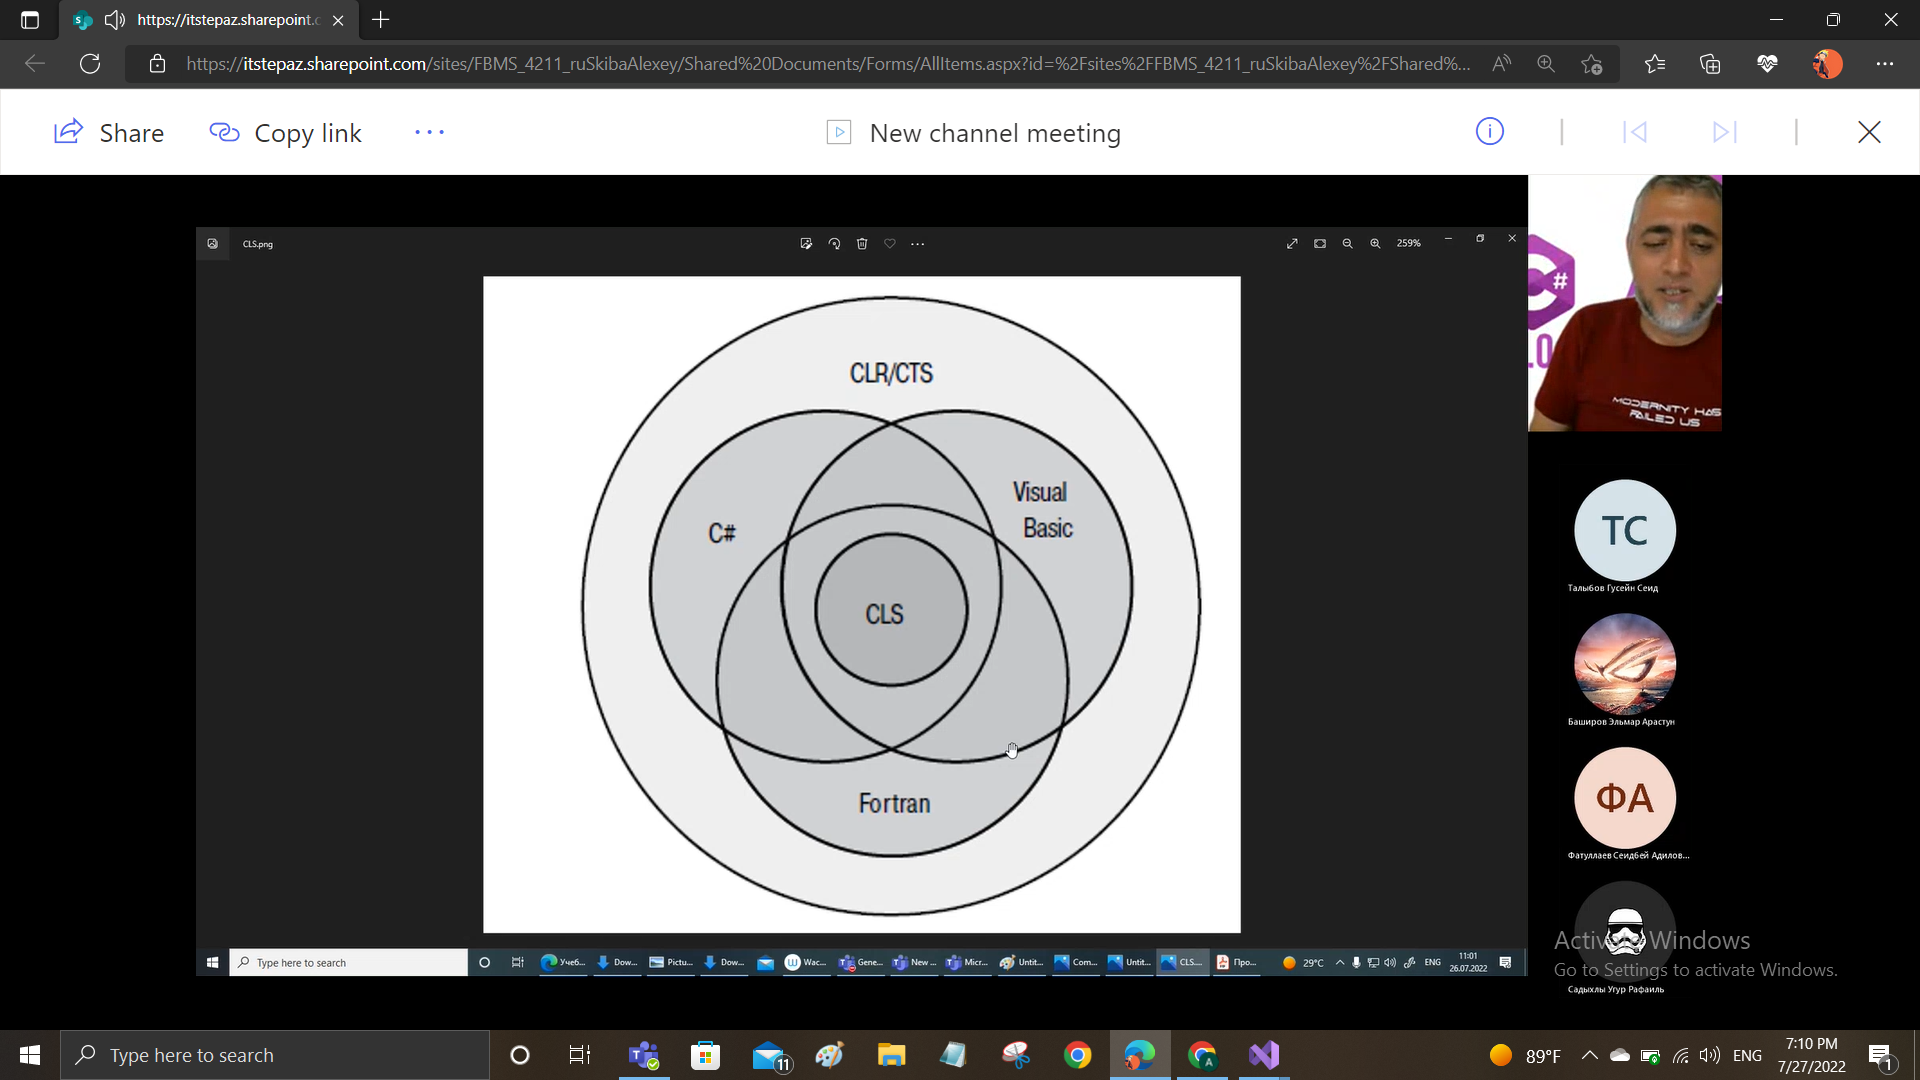 https://itstepaz.sharepoint.c
https://itstepaz.sharepoint.com/sites/FBMS_4211_ruSkibaAlexey/Shared%20Documents/Forms/AllItems.aspx?id=%2Fsites%2FFBMS_4211_ruSkibaAlexey%2FShared%...
Share
Copy link
New channel meeting
CLS.png
259%
CLR/CTS
C#
Visual
Basic
CLS
Fortran
#
MODERNITY HAS
FAILED US
TC
Талыбов Гусейн Сеид
Баширов Эльмар Арастун
ФА
Фатуллаев Сеидбей Адилов...
Activate Windows
Go to Settings to activate Windows.
Садыхлы Угур Рафаиль
Type here to search
Учеб...
Dow...
Pictu...
Dow...
Wac...
Gene...
New ...
Micr...
Untit...
Com...
Untit...
CLS...
Про...
29°C
ENG
11:01
26.07.2022
Type here to search
11
89°F
ENG
7:10 PM
7/27/2022
1